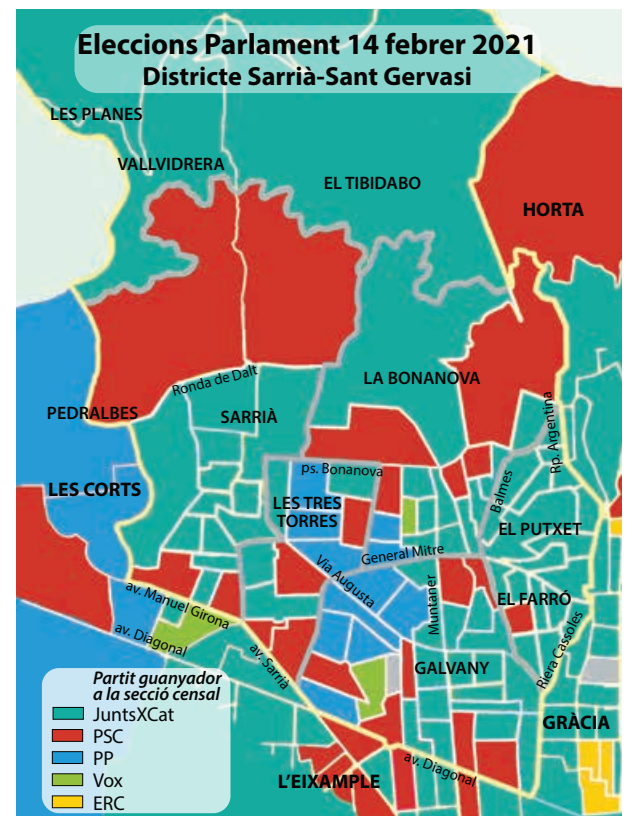 Eleccions Parlament 14 febrer 2021
Districte Sarrià-Sant Gervasi
LES PLANES
VALLVIDRERA
EL TIBIDABO
HORTA
Ronda de Dalt
LA BONANOVA
PEDRALBES
SARRIÀ
Rp. Argentina
ps. Bonanova
LES CORTS
Balmes
LES TRES
TORRES
EL PUTXET
General Mitre
Via Augusta
av. Manuel Girona
Muntaner
EL FARRÓ
av. Diagonal
av. Sarrià
GALVANY
Riera Cassoles
GRÀCIA
L'EIXAMPLE
av. Diagonal
Partit guanyador
a la secció censal
JuntsXCat
PSC
PP
Vox
ERC